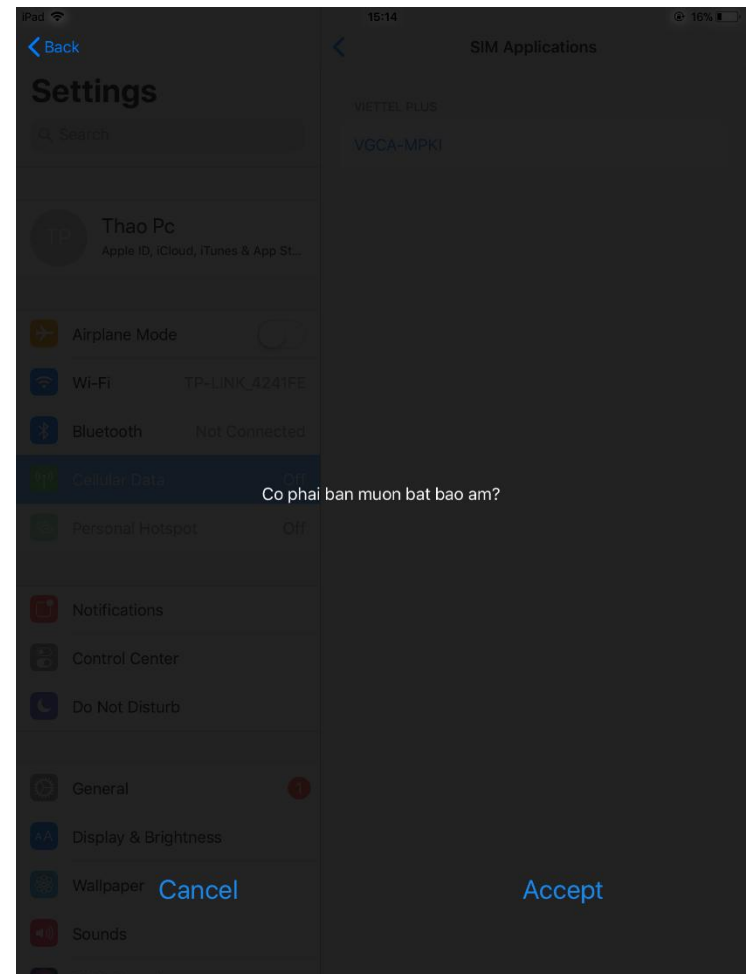 iPad 15:14 16%
Back
SIM Applications
Settings
Search
VIETTEL PLUS
VGCA-MPKI
TP
Thao Pc
Apple ID, iCloud, iTunes & App St...
Airplane Mode
Wi-Fi TP-LINK_4241FE
Bluetooth Not Connected
Cellular Data Off
Co phai ban muon bat bao am?
Personal Hotspot Off
Notifications
Control Center
Do Not Disturb
General 1
AA Display & Brightness
Wallpaper
Cancel Accept
Sounds